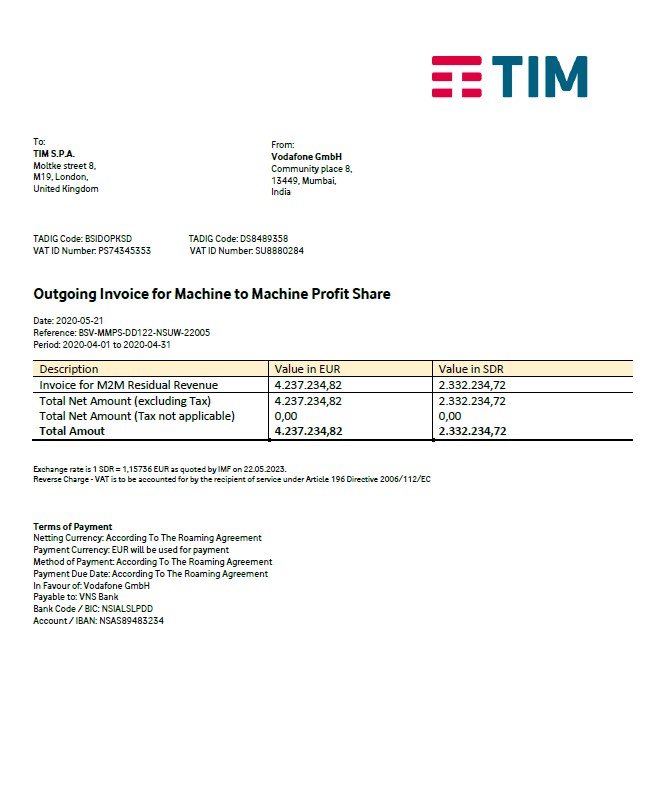 TIM
To:
TIM S.P.A.
Moltke street 8,
M19, London,
United Kingdom
From:
Vodafone GmbH
Community place 8,
13449, Mumbai,
India
TADIG Code: BSIDOPKSD TADIG Code: DS8489358
VAT ID Number: PS74345353 VAT ID Number: SU8880284
Outgoing Invoice for Machine to Machine Profit Share
Date: 2020-05-21
Reference: BSV-MMPS-DD122-NSUW-22005
Period: 2020-04-01 to 2020-04-31
Description Value in EUR Value in SDR
Invoice for M2M Residual Revenue 4.237.234,82 2.332.234,72
Total Net Amount (excluding Tax) 4.237.234,82 2.332.234,72
Total Net Amount (Tax not applicable) 0,00 0,00
Total Amout 4.237.234,82 2.332.234,72
Exchange rate is 1 SDR = 1,15736 EUR as quoted by IMF on 22.05.2023.
Reverse Charge - VAT is to be accounted for by the recipient of service under Article 196 Directive 2006/112/EC
Terms of Payment
Netting Currency: According To The Roaming Agreement
Payment Currency: EUR will be used for payment
Method of Payment: According To The Roaming Agreement
Payment Due Date: According To The Roaming Agreement
In Favour of: Vodafone GmbH
Payable to: VNS Bank
Bank Code / BIC: NSIALSLPDD
Account / IBAN: NSAS89483234